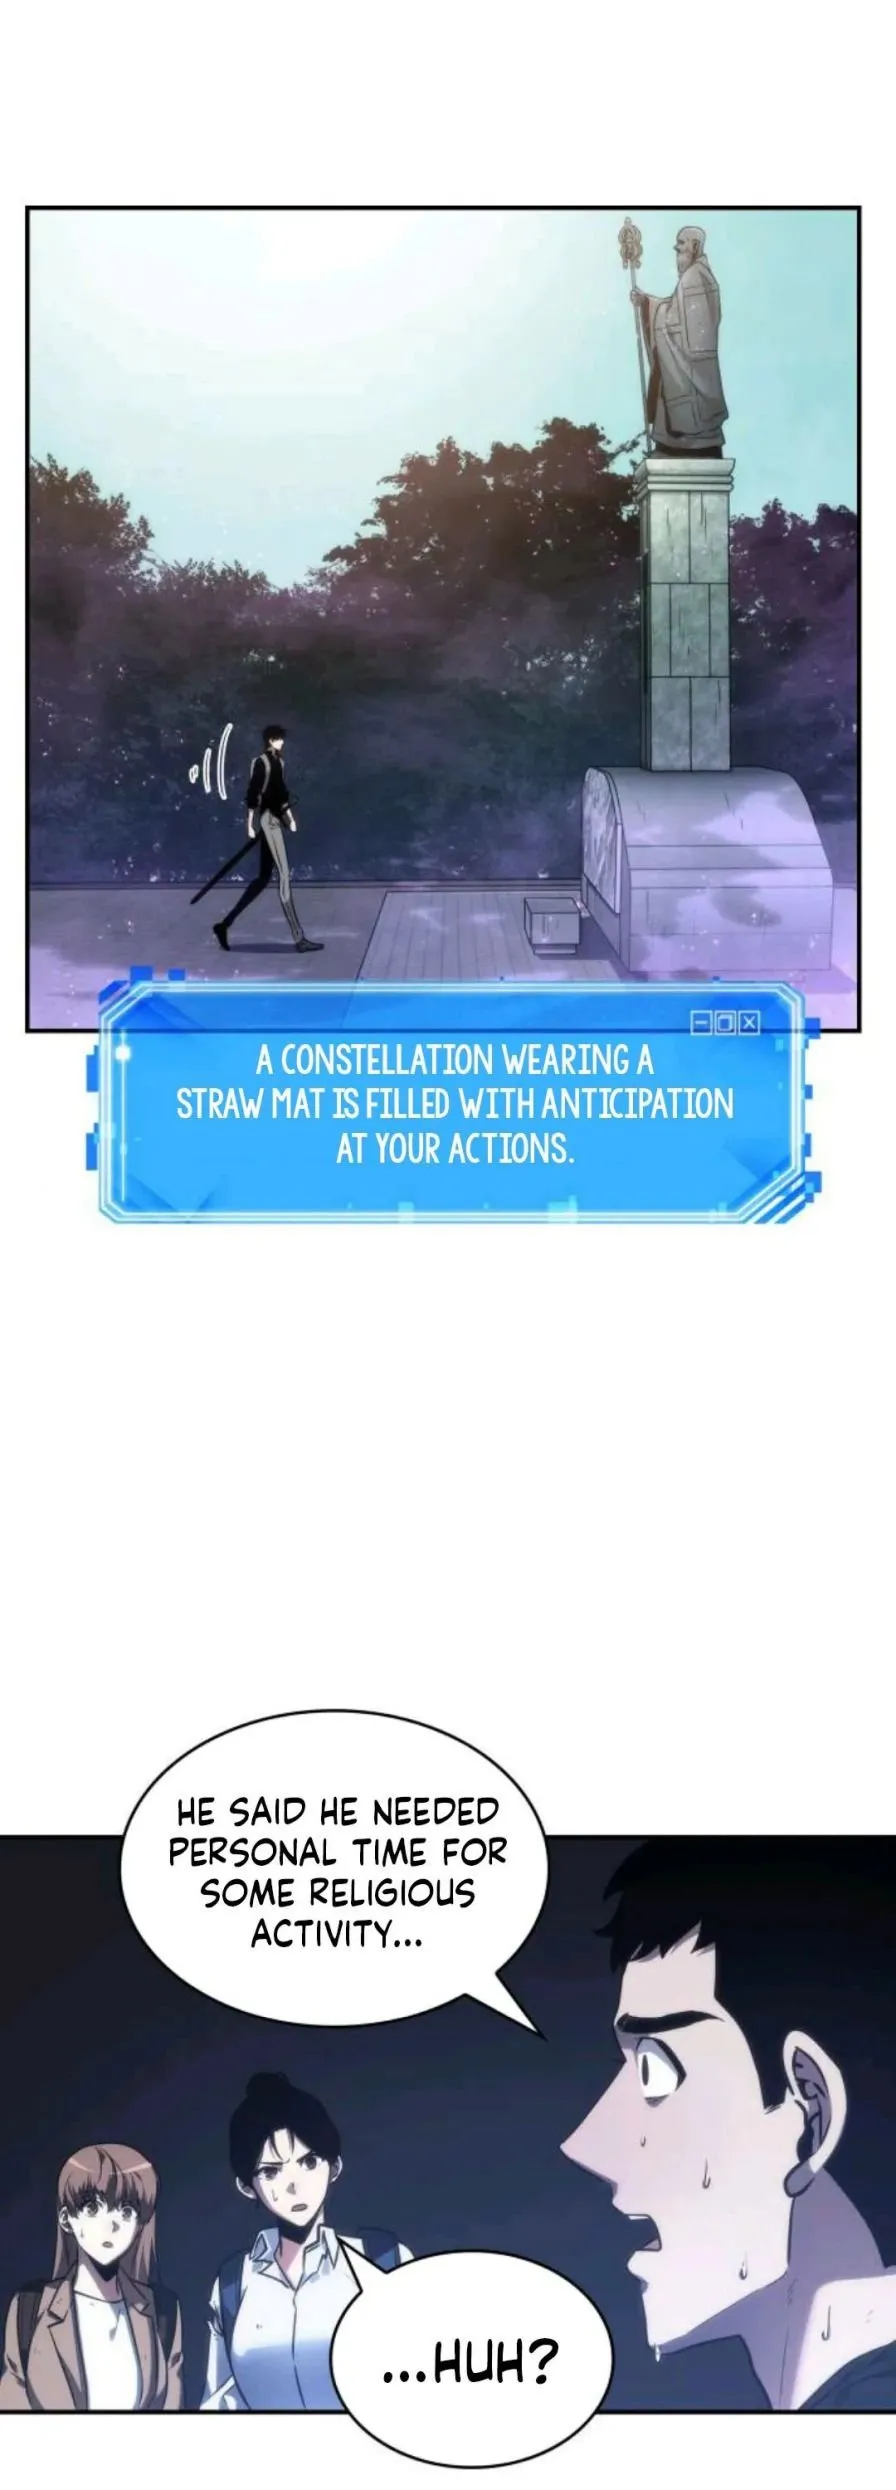 A CONSTELLATION WEARING A
STRAW MAT IS FILLED WITH ANTICIPATION
AT YOUR ACTIONS.
HE SAID HE NEEDED
PERSONAL TIME FOR
SOME RELIGIOUS
ACTIVITY...
...HUH?